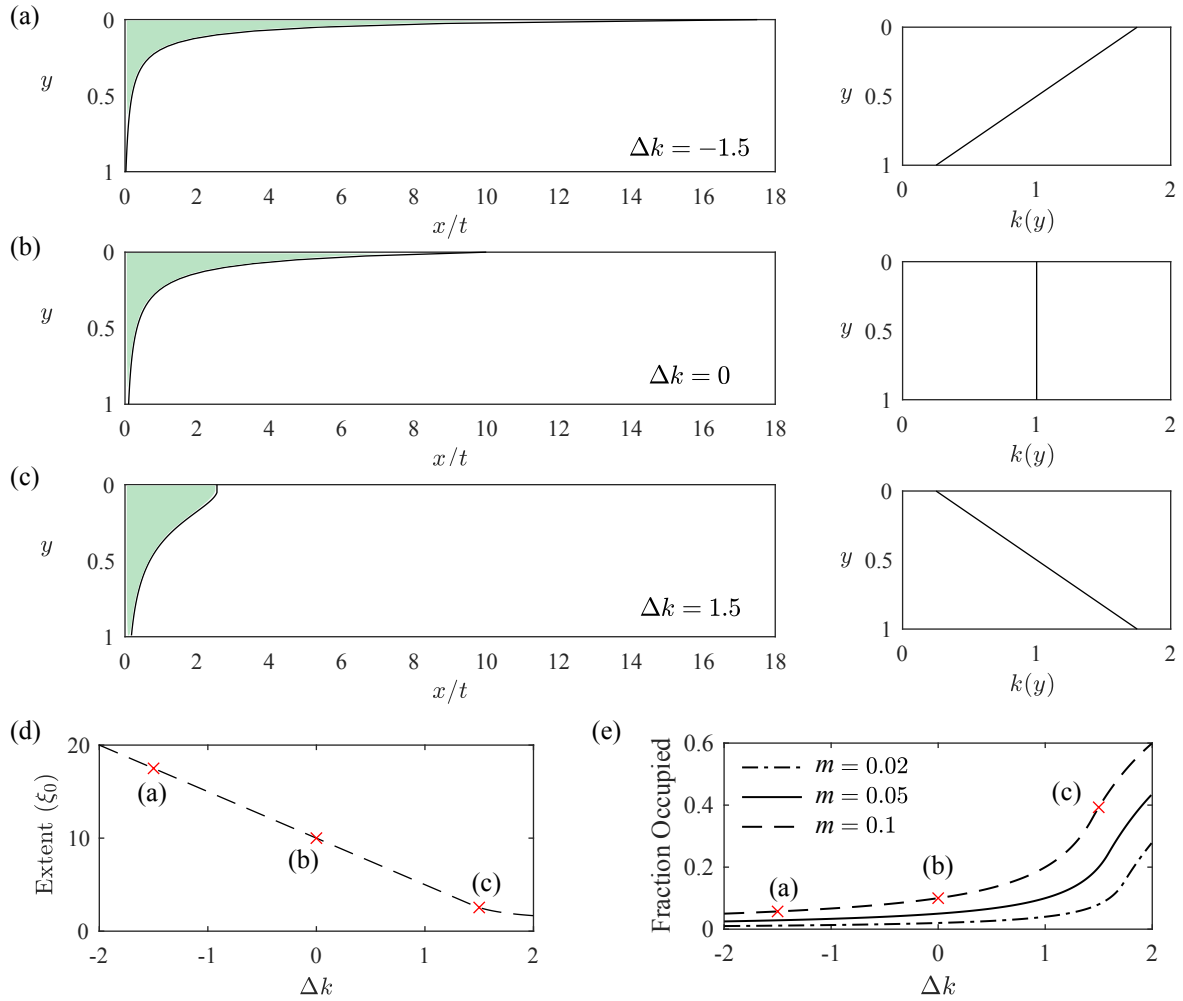 (a)
0
y
0.5
1
0 2 4 6 8 10 12 14 16 18
x/t
Δk = −1.5
0
y 0.5
1
0 1 2
k(y)
(b)
0
y
0.5
1
0 2 4 6 8 10 12 14 16 18
x/t
Δk = 0
0
y 0.5
1
0 1 2
k(y)
(c)
0
y
0.5
1
0 2 4 6 8 10 12 14 16 18
x/t
Δk = 1.5
0
y 0.5
1
0 1 2
k(y)
(d)
20
10
0
Extent (ξ₀)
(a)
(b)
(c)
-2 -1 0 1 2
Δk
(e)
0.6
0.4
0.2
0
Fraction Occupied
m = 0.02
m = 0.05
m = 0.1
(a)
(b)
(c)
-2 -1 0 1 2
Δk